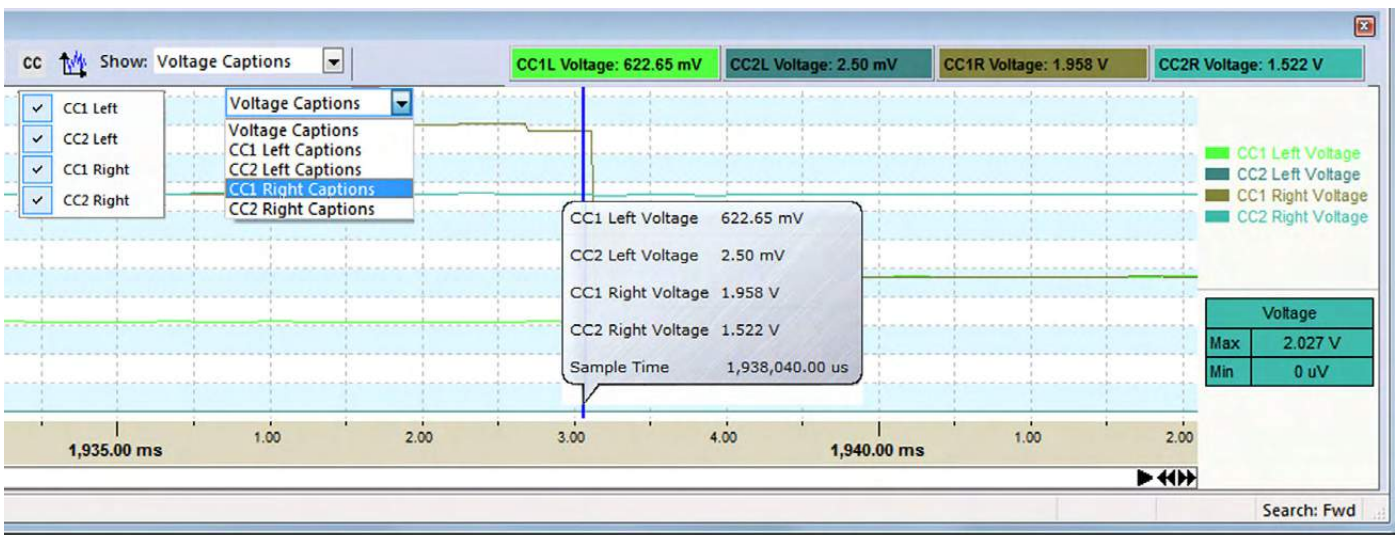 CC Show: Voltage Captions CC1L Voltage: 622.65 mV CC2L Voltage: 2.50 mV CC1R Voltage: 1.958 V CC2R Voltage: 1.522 V
CC1 Left
CC2 Left
CC1 Right
CC2 Right
Voltage Captions
Voltage Captions
CC1 Left Captions
CC2 Left Captions
CC1 Right Captions
CC2 Right Captions
CC1 Left Voltage
CC2 Left Voltage
CC1 Right Voltage
CC2 Right Voltage
CC1 Left Voltage 622.65 mV
CC2 Left Voltage 2.50 mV
CC1 Right Voltage 1.958 V
CC2 Right Voltage 1.522 V
Sample Time 1,938,040.00 us
Voltage
Max 2.027 V
Min 0 uV
1.00 2.00 3.00 4.00 1.00 2.00
1,935.00 ms 1,940.00 ms
Search: Fwd